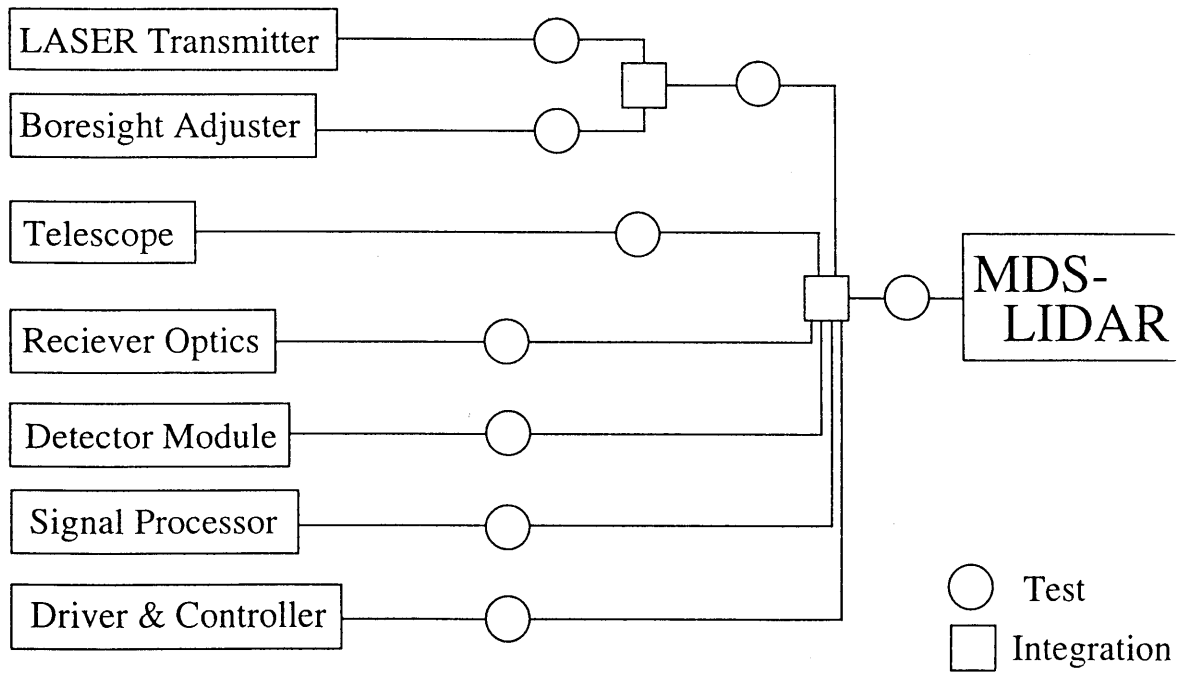 LASER Transmitter
Boresight Adjuster
Telescope
Reciever Optics
Detector Module
Signal Processor
Driver & Controller
MDS-
LIDAR
Test
Integration